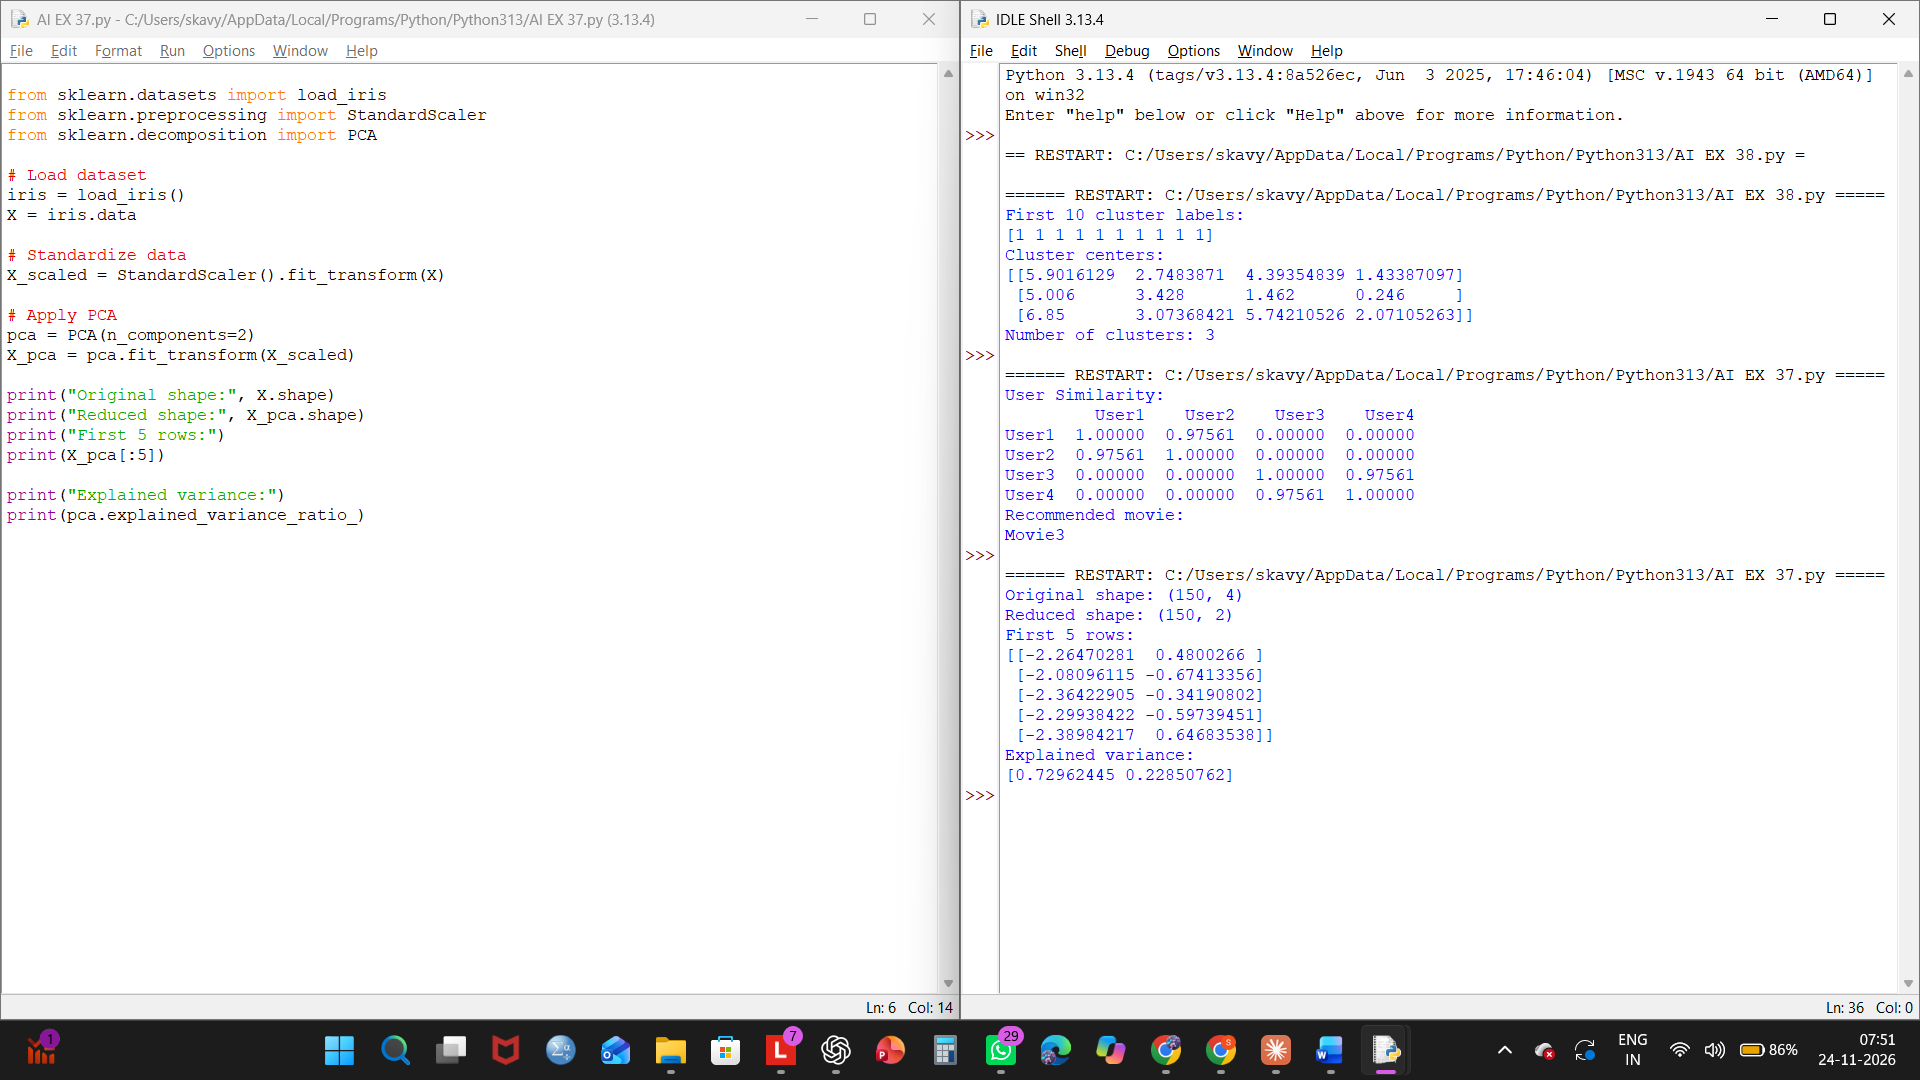 AI EX 37.py - C:/Users/skavy/AppData/Local/Programs/Python/Python313/AI EX 37.py (3.13.4)
File Edit Format Run Options Window Help
from sklearn.datasets import load_iris
from sklearn.preprocessing import StandardScaler
from sklearn.decomposition import PCA
# Load dataset
iris = load_iris()
X = iris.data
# Standardize data
X_scaled = StandardScaler().fit_transform(X)
# Apply PCA
pca = PCA(n_components=2)
X_pca = pca.fit_transform(X_scaled)
print("Original shape:", X.shape)
print("Reduced shape:", X_pca.shape)
print("First 5 rows:")
print(X_pca[:5])
print("Explained variance:")
print(pca.explained_variance_ratio_)
Ln: 6 Col: 14
IDLE Shell 3.13.4
File Edit Shell Debug Options Window Help
Python 3.13.4 (tags/v3.13.4:8a526ec, Jun  3 2025, 17:46:04) [MSC v.1943 64 bit (AMD64)]
on win32
Enter "help" below or click "Help" above for more information.
>>>
== RESTART: C:/Users/skavy/AppData/Local/Programs/Python/Python313/AI EX 38.py =
====== RESTART: C:/Users/skavy/AppData/Local/Programs/Python/Python313/AI EX 38.py =====
First 10 cluster labels:
[1 1 1 1 1 1 1 1 1 1]
Cluster centers:
[[5.9016129  2.7483871  4.39354839 1.43387097]
[5.006      3.428      1.462      0.246     ]
[6.85       3.07368421 5.74210526 2.07105263]]
Number of clusters: 3
>>>
====== RESTART: C:/Users/skavy/AppData/Local/Programs/Python/Python313/AI EX 37.py =====
User Similarity:
User1    User2    User3    User4
User1  1.00000  0.97561  0.00000  0.00000
User2  0.97561  1.00000  0.00000  0.00000
User3  0.00000  0.00000  1.00000  0.97561
User4  0.00000  0.00000  0.97561  1.00000
Recommended movie:
Movie3
>>>
====== RESTART: C:/Users/skavy/AppData/Local/Programs/Python/Python313/AI EX 37.py =====
Original shape: (150, 4)
Reduced shape: (150, 2)
First 5 rows:
[[-2.26470281  0.4800266 ]
[-2.08096115 -0.67413356]
[-2.36422905 -0.34190802]
[-2.29938422 -0.59739451]
[-2.38984217  0.64683538]]
Explained variance:
[0.72962445 0.22850762]
>>>
Ln: 36 Col: 0
1
7
29
ENG
IN
86%
07:51
24-11-2026